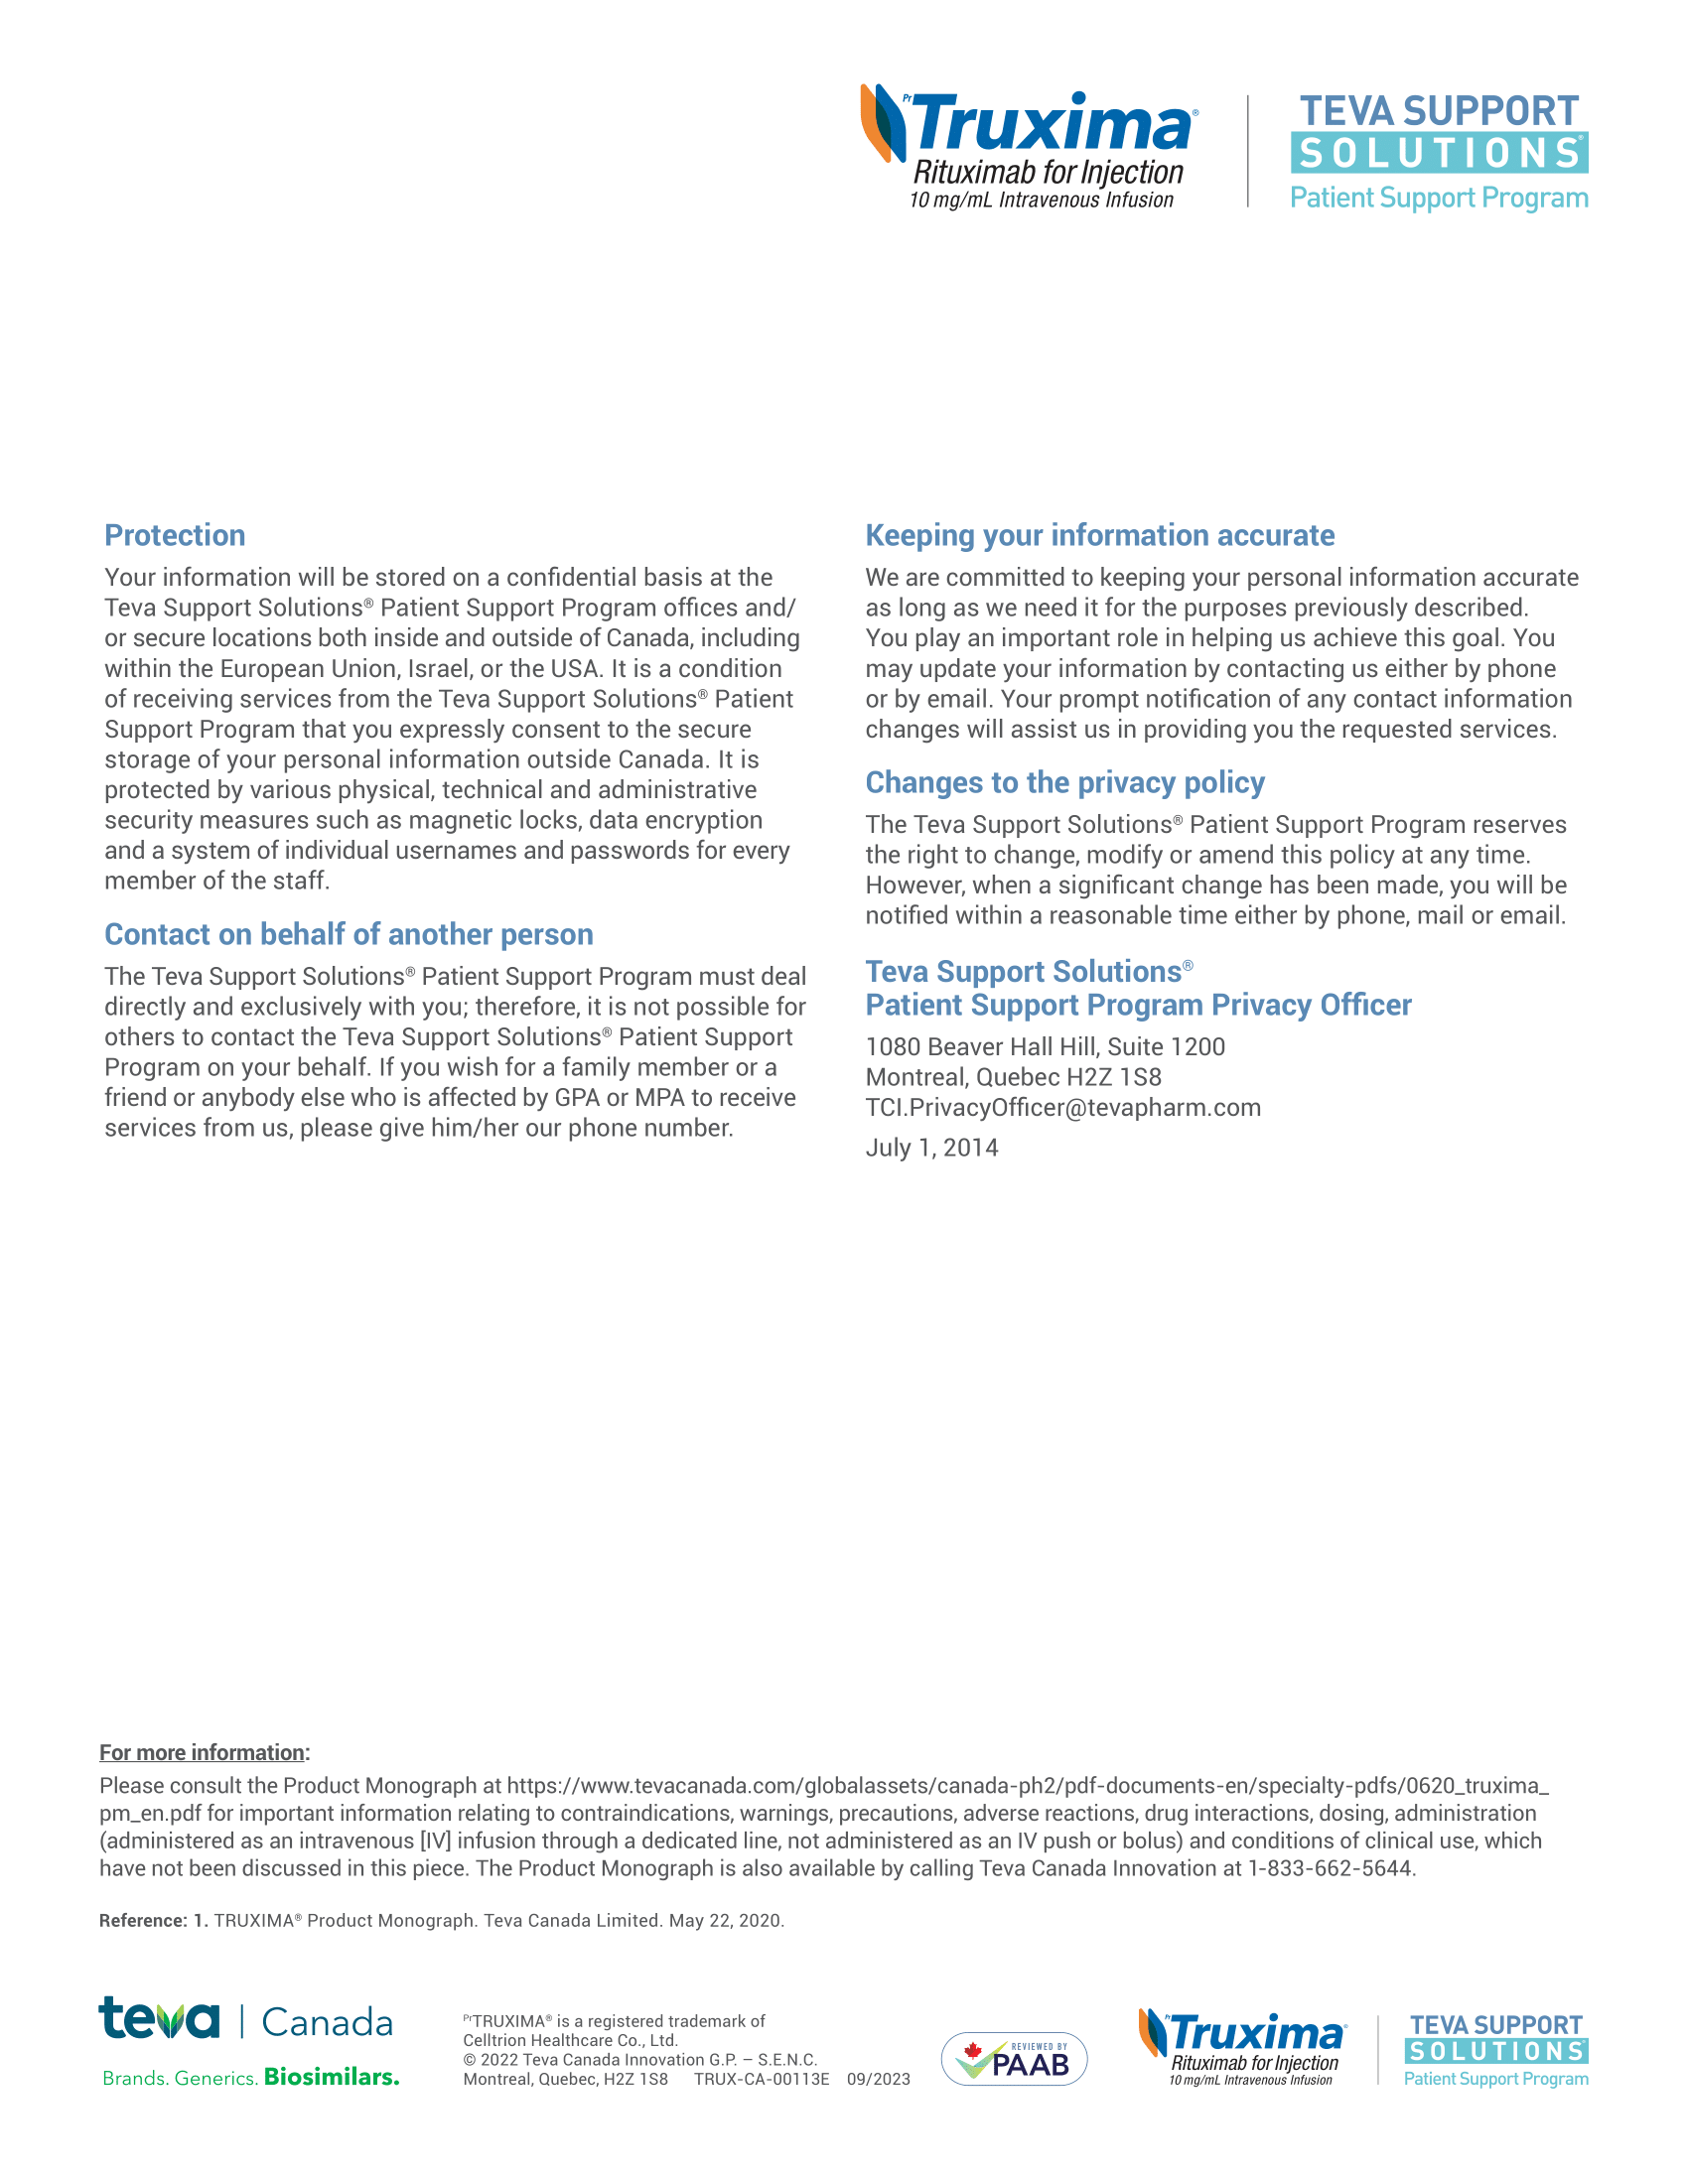 PrTruxima®
Rituximab for Injection
10 mg/mL Intravenous Infusion
TEVA SUPPORT
SOLUTIONS®
Patient Support Program
Protection
Your information will be stored on a confidential basis at the
Teva Support Solutions® Patient Support Program offices and/
or secure locations both inside and outside of Canada, including
within the European Union, Israel, or the USA. It is a condition
of receiving services from the Teva Support Solutions® Patient
Support Program that you expressly consent to the secure
storage of your personal information outside Canada. It is
protected by various physical, technical and administrative
security measures such as magnetic locks, data encryption
and a system of individual usernames and passwords for every
member of the staff.
Contact on behalf of another person
The Teva Support Solutions® Patient Support Program must deal
directly and exclusively with you; therefore, it is not possible for
others to contact the Teva Support Solutions® Patient Support
Program on your behalf. If you wish for a family member or a
friend or anybody else who is affected by GPA or MPA to receive
services from us, please give him/her our phone number.
Keeping your information accurate
We are committed to keeping your personal information accurate
as long as we need it for the purposes previously described.
You play an important role in helping us achieve this goal. You
may update your information by contacting us either by phone
or by email. Your prompt notification of any contact information
changes will assist us in providing you the requested services.
Changes to the privacy policy
The Teva Support Solutions® Patient Support Program reserves
the right to change, modify or amend this policy at any time.
However, when a significant change has been made, you will be
notified within a reasonable time either by phone, mail or email.
Teva Support Solutions®
Patient Support Program Privacy Officer
1080 Beaver Hall Hill, Suite 1200
Montreal, Quebec H2Z 1S8
TCI.PrivacyOfficer@tevapharm.com
July 1, 2014
For more information:
Please consult the Product Monograph at https://www.tevacanada.com/globalassets/canada-ph2/pdf-documents-en/specialty-pdfs/0620_truxima_
pm_en.pdf for important information relating to contraindications, warnings, precautions, adverse reactions, drug interactions, dosing, administration
(administered as an intravenous [IV] infusion through a dedicated line, not administered as an IV push or bolus) and conditions of clinical use, which
have not been discussed in this piece. The Product Monograph is also available by calling Teva Canada Innovation at 1-833-662-5644.
Reference: 1. TRUXIMA® Product Monograph. Teva Canada Limited. May 22, 2020.
teva | Canada
Brands. Generics. Biosimilars.
PrTRUXIMA® is a registered trademark of
Celltrion Healthcare Co., Ltd.
© 2022 Teva Canada Innovation G.P. – S.E.N.C.
Montreal, Quebec, H2Z 1S8 TRUX-CA-00113E 09/2023
REVIEWED BY
PAAB
PrTruxima®
Rituximab for Injection
10 mg/mL Intravenous Infusion
TEVA SUPPORT
SOLUTIONS®
Patient Support Program